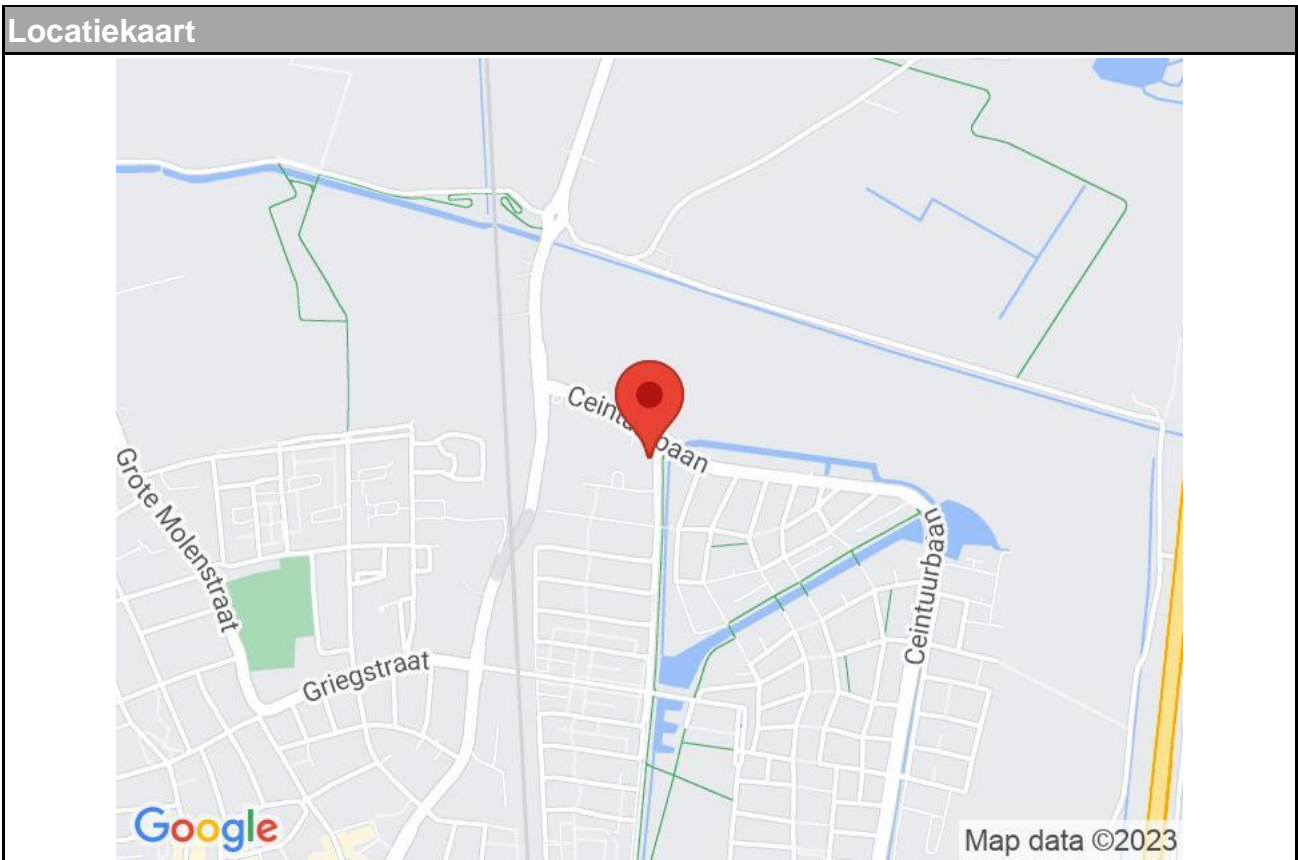 Locatiekaart
Ceintuurbaan
Grote Molenstraat
Ceintuurbaan
Griegstraat
Google
Map data ©2023